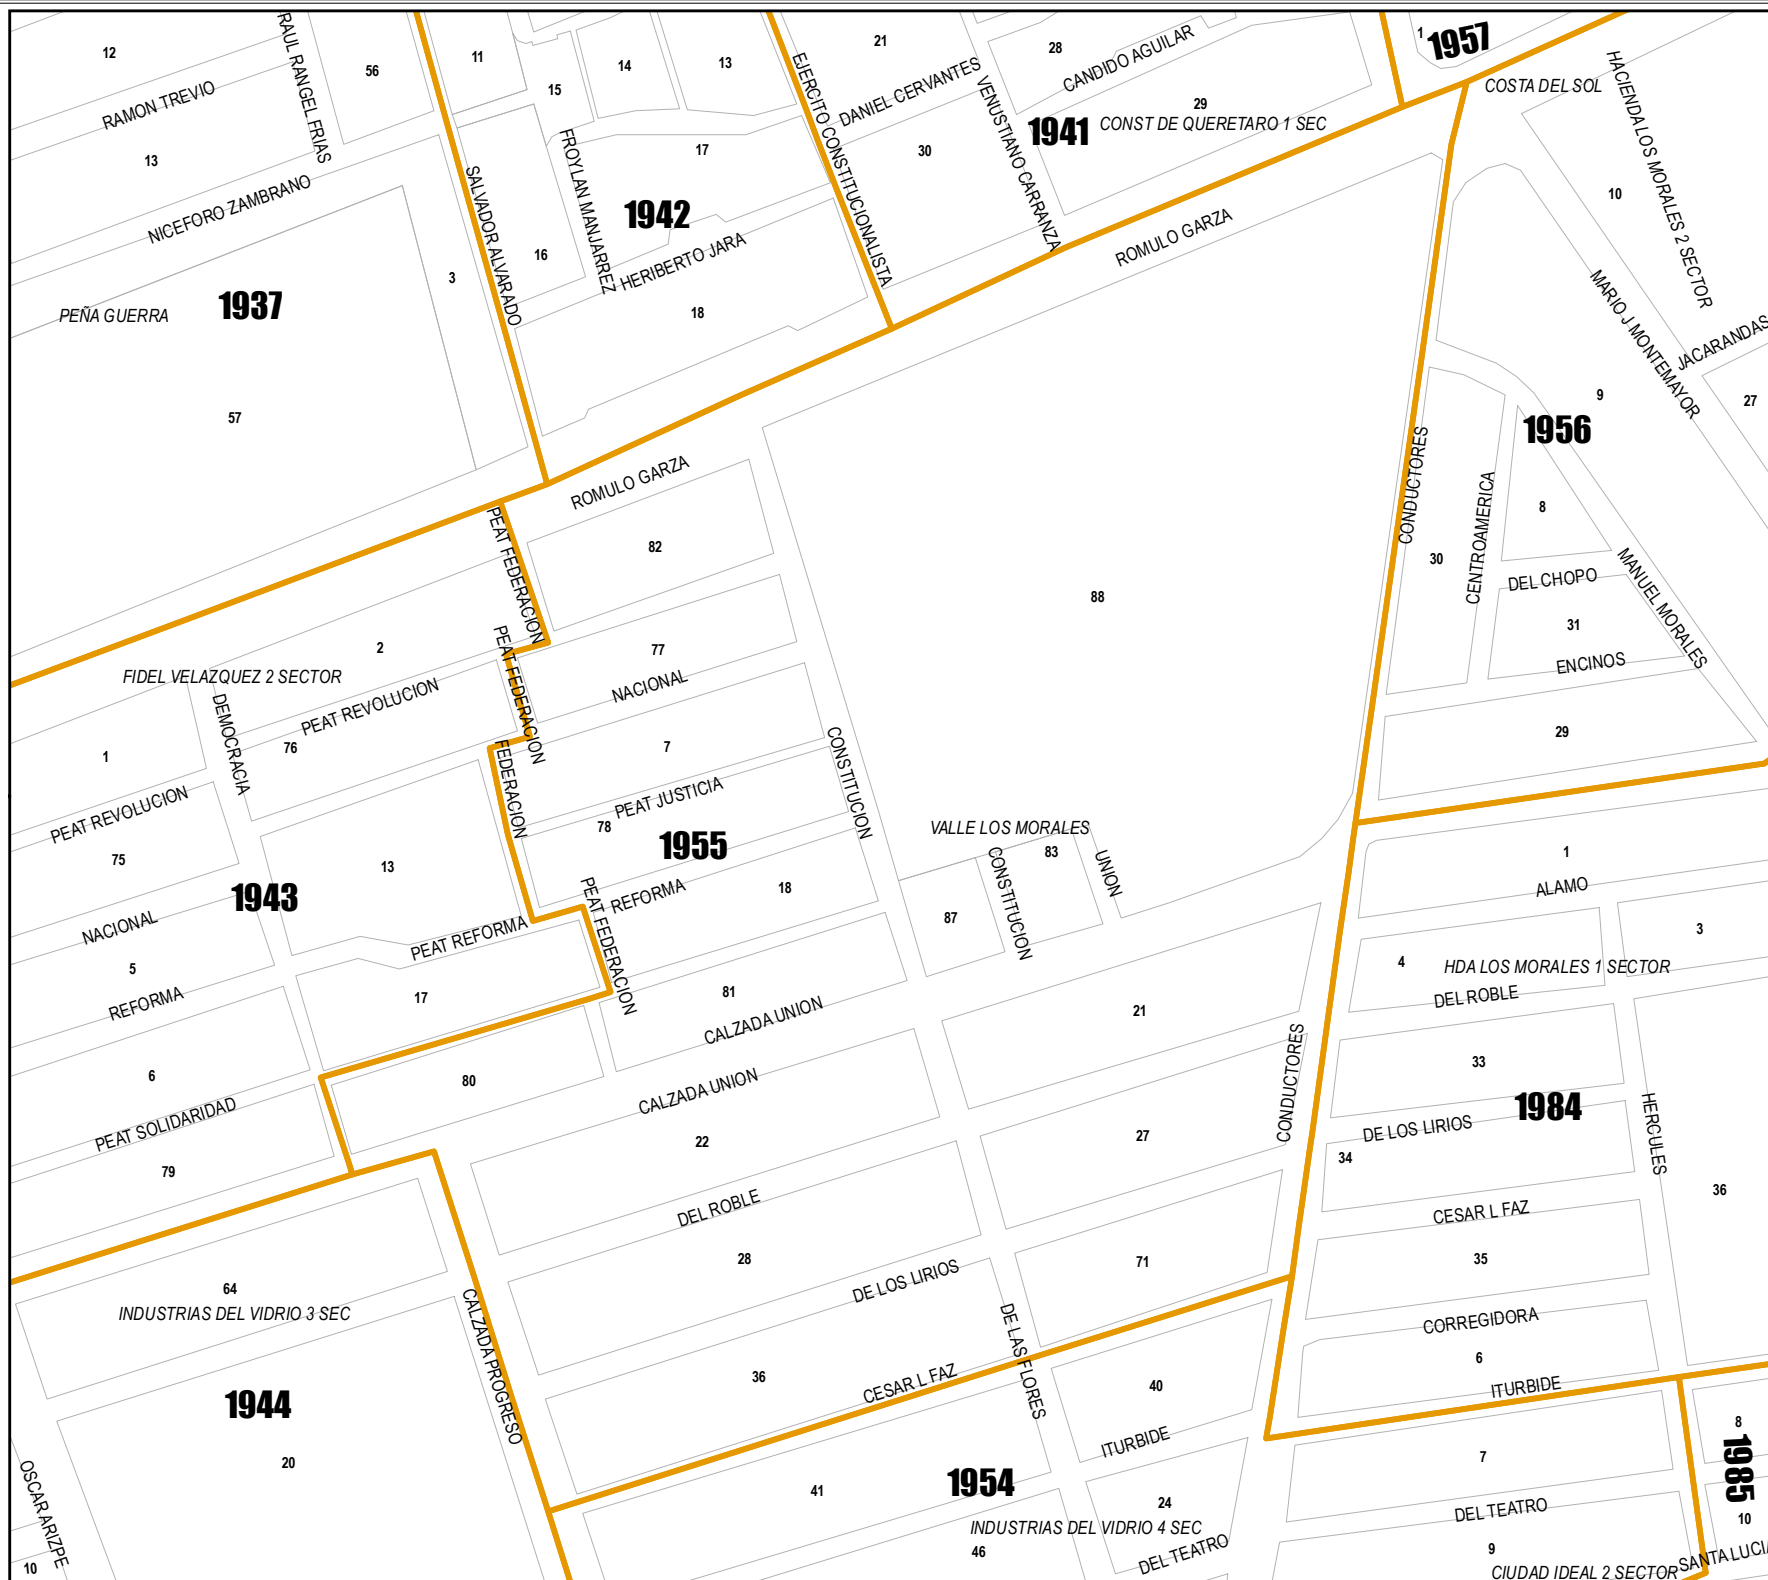 12
RAMON TREVIO
RAUL RANGEL FRIAS
56
11
15
14
13
EJERCITO CONSTITUCIONALISTA
21
DANIEL CERVANTES
VENUSTIANO CARRANZA
28
CANDIDO AGUILAR
29
1941
CONST DE QUERETARO 1 SEC
1
1957
COSTA DEL SOL
HACIENDA LOS MORALES 2 SECTOR
13
NICEFORO ZAMBRANO
SALVADOR ALVARADO
FROYLAN MANJARREZ
17
30
10
1942
16
HERIBERTO JARA
ROMULO GARZA
3
PEÑA GUERRA
1937
18
MARIO J MONTEMAYOR
JACARANDAS
57
9
27
1956
CONDUCTORES
ROMULO GARZA
CENTROAMERICA
8
PEAT FEDERACION
82
30
DEL CHOPO
MANUEL MORALES
88
31
2
PEAT FEDERACION
77
ENCINOS
FIDEL VELAZQUEZ 2 SECTOR
NACIONAL
DEMOCRACIA
PEAT REVOLUCION
76
7
29
1
CONSTITUCION
FEDERACION
PEAT REVOLUCION
PEAT JUSTICIA
78
VALLE LOS MORALES
1955
75
13
CONSTITUCION
83
UNION
1
1943
REFORMA
18
ALAMO
PEAT FEDERACION
NACIONAL
PEAT REFORMA
87
3
5
4
HDA LOS MORALES 1 SECTOR
REFORMA
17
81
DEL ROBLE
CALZADA UNION
21
6
80
CALZADA UNION
CONDUCTORES
33
1984
PEAT SOLIDARIDAD
22
27
DE LOS LIRIOS
HERCULES
79
34
36
DEL ROBLE
CESAR L FAZ
28
71
35
64
DE LOS LIRIOS
INDUSTRIAS DEL VIDRIO 3 SEC
CALZADA PROGRESO
DE LAS FLORES
CORREGIDORA
36
CESAR L FAZ
40
6
ITURBIDE
1944
8
ITURBIDE
20
7
1985
OSCAR ARIZPE
41
1954
24
DEL TEATRO
10
INDUSTRIAS DEL VIDRIO 4 SEC
46
DEL TEATRO
9
10
CIUDAD IDEAL 2 SECTOR
SANTA LUCIA